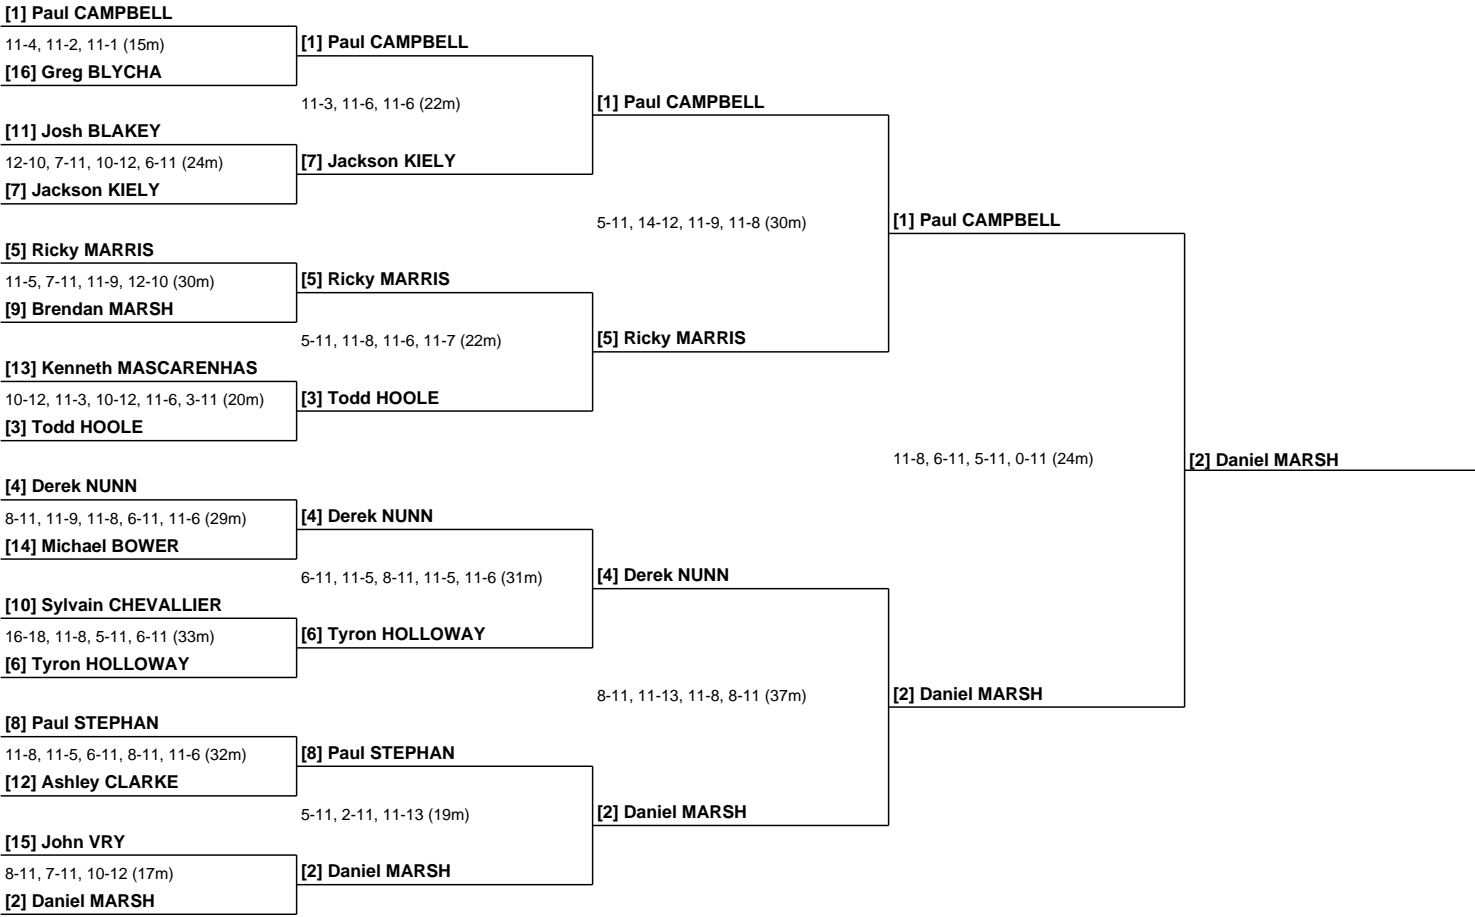 [1] Paul CAMPBELL
11-4, 11-2, 11-1 (15m)
[16] Greg BLYCHA
[11] Josh BLAKEY
12-10, 7-11, 10-12, 6-11 (24m)
[7] Jackson KIELY
[5] Ricky MARRIS
11-5, 7-11, 11-9, 12-10 (30m)
[9] Brendan MARSH
[13] Kenneth MASCARENHAS
10-12, 11-3, 10-12, 11-6, 3-11 (20m)
[3] Todd HOOLE
[4] Derek NUNN
8-11, 11-9, 11-8, 6-11, 11-6 (29m)
[14] Michael BOWER
[10] Sylvain CHEVALLIER
16-18, 11-8, 5-11, 6-11 (33m)
[6] Tyron HOLLOWAY
[8] Paul STEPHAN
11-8, 11-5, 6-11, 8-11, 11-6 (32m)
[12] Ashley CLARKE
[15] John VRY
8-11, 7-11, 10-12 (17m)
[2] Daniel MARSH
[1] Paul CAMPBELL
11-3, 11-6, 11-6 (22m)
[7] Jackson KIELY
[5] Ricky MARRIS
5-11, 11-8, 11-6, 11-7 (22m)
[3] Todd HOOLE
[4] Derek NUNN
6-11, 11-5, 8-11, 11-5, 11-6 (31m)
[6] Tyron HOLLOWAY
[8] Paul STEPHAN
5-11, 2-11, 11-13 (19m)
[2] Daniel MARSH
[1] Paul CAMPBELL
5-11, 14-12, 11-9, 11-8 (30m)
[5] Ricky MARRIS
[4] Derek NUNN
8-11, 11-13, 11-8, 8-11 (37m)
[2] Daniel MARSH
[1] Paul CAMPBELL
11-8, 6-11, 5-11, 0-11 (24m)
[2] Daniel MARSH
[2] Daniel MARSH